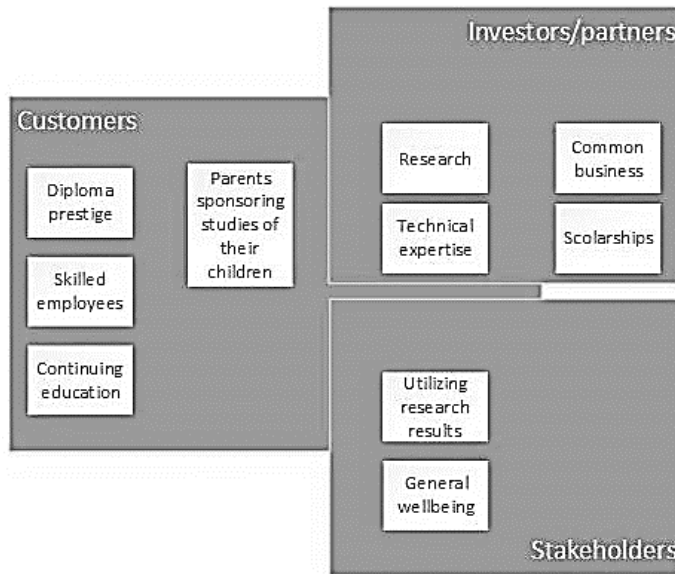 Investors/partners
Customers
Diploma
prestige
Skilled
employees
Continuing
education
Parents
sponsoring
studies of
their
children
Research
Technical
expertise
Common
business
Scolarships
Utilizing
research
results
General
wellbeing
Stakeholders